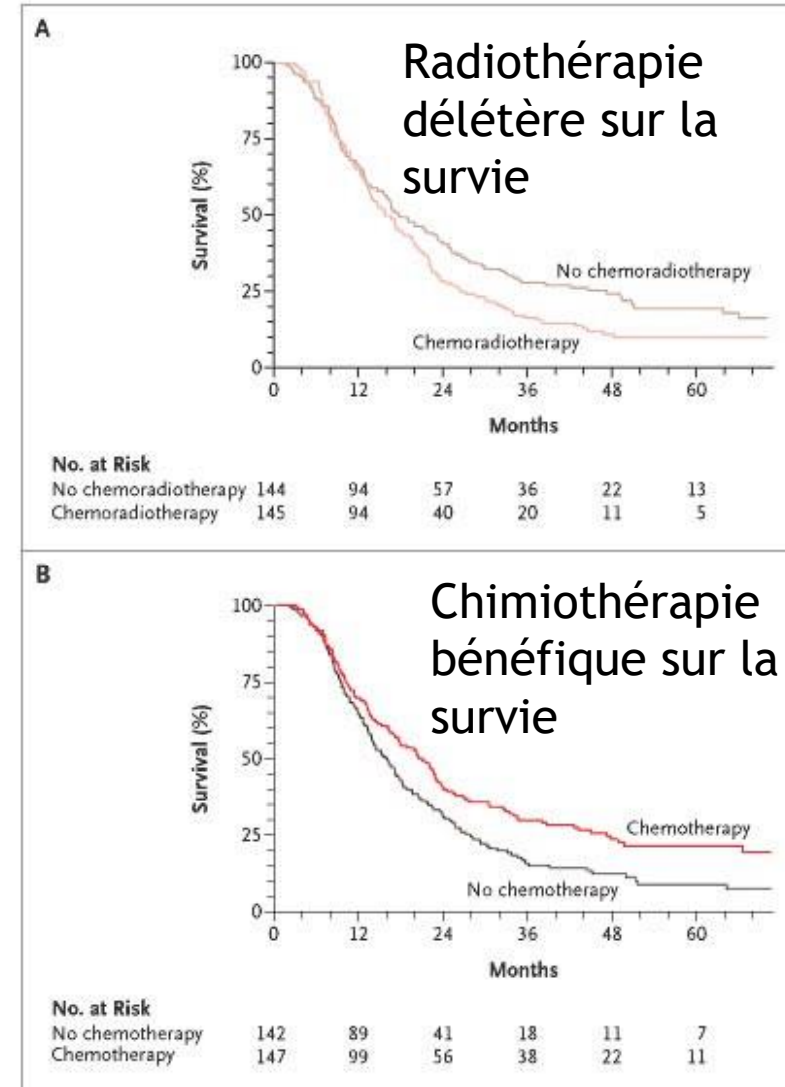 A
Radiothérapie
délétère sur la
survie
100
75
50
25
0
Survival (%)
No chemoradiotherapy
Chemoradiotherapy
0 12 24 36 48 60
Months
No. at Risk
No chemoradiotherapy 144 94 57 36 22 13
Chemoradiotherapy 145 94 40 20 11 5
B
Chimiothérapie
bénéfique sur la
survie
100
75
50
25
0
Survival (%)
Chemotherapy
No chemotherapy
0 12 24 36 48 60
Months
No. at Risk
No chemotherapy 142 89 41 18 11 7
Chemotherapy 147 99 56 38 22 11